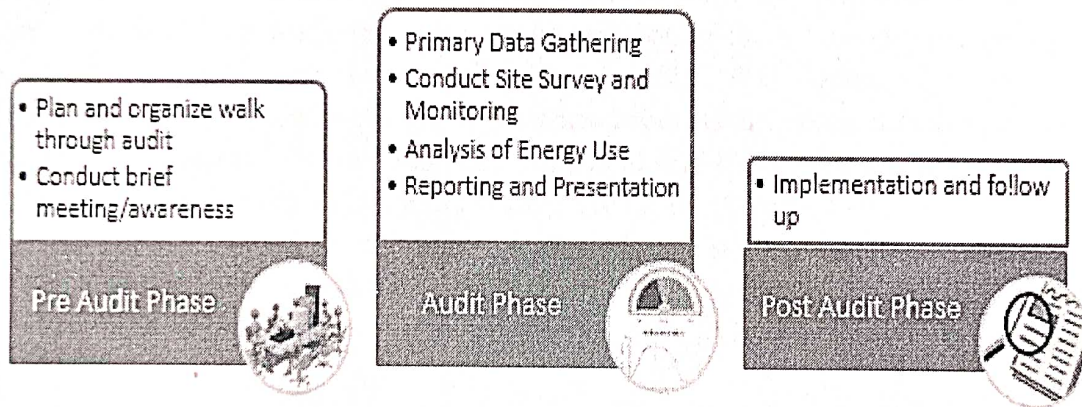 • Plan and organize walk
through audit
• Conduct brief
meeting/awareness
Pre Audit Phase
• Primary Data Gathering
• Conduct Site Survey and
Monitoring
• Analysis of Energy Use
• Reporting and Presentation
Audit Phase
• Implementation and follow
up
Post Audit Phase